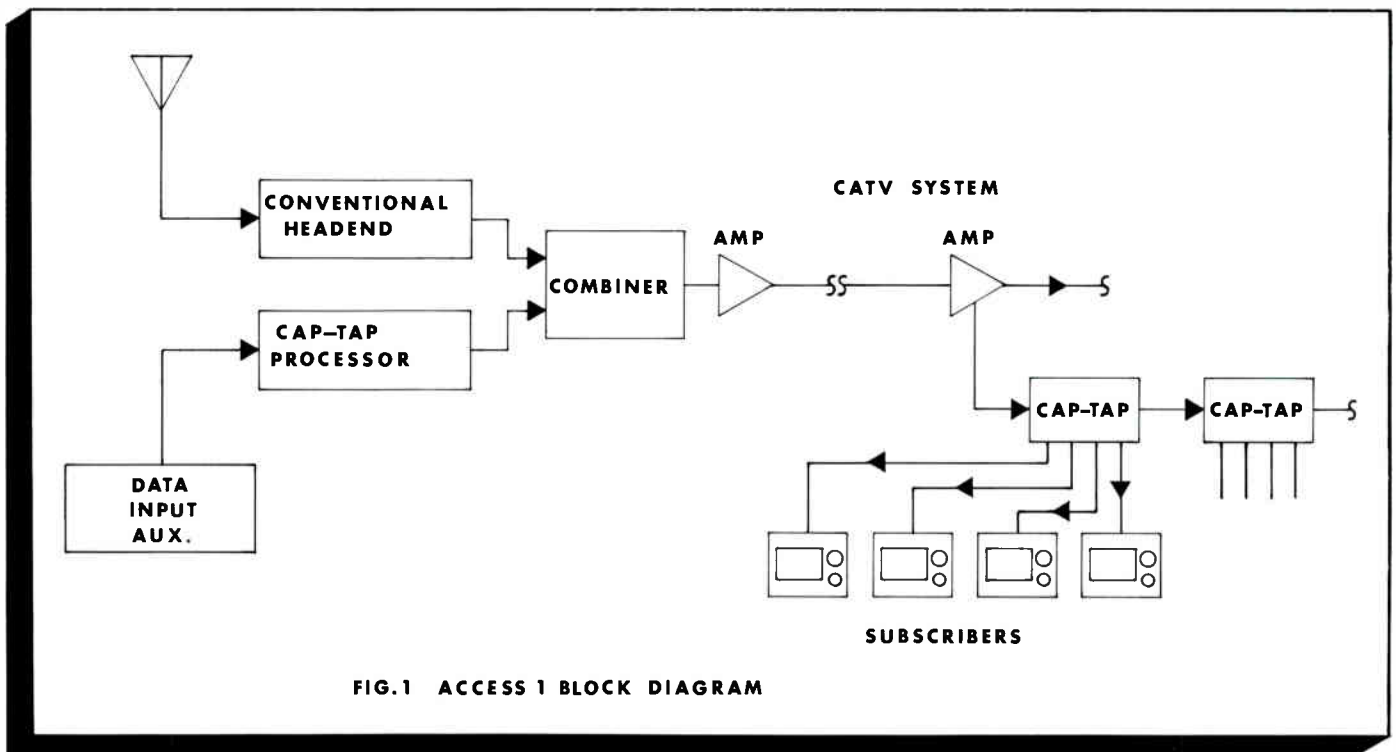 CONVENTIONAL
HEADEND
CAP-TAP
PROCESSOR
DATA
INPUT
AUX.
COMBINER
CATV SYSTEM
AMP
AMP
CAP-TAP
CAP-TAP
SUBSCRIBERS
FIG.1 ACCESS 1 BLOCK DIAGRAM